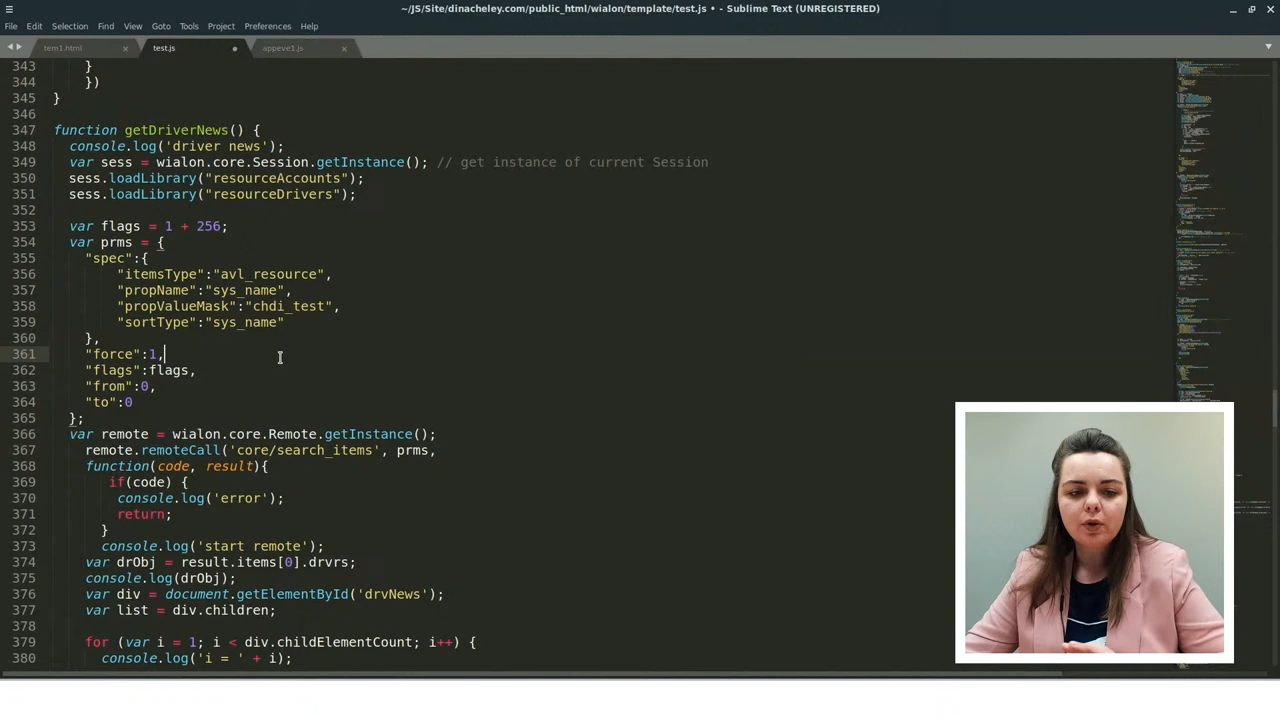 ~/JS/Site/dinacheley.com/public_html/wialon/template/test.js • - Sublime Text (UNREGISTERED)
File Edit Selection Find View Goto Tools Project Preferences Help
tem1.html test.js appeve1.js
343 }
344 })
345 }
346
347 function getDriverNews() {
348 console.log('driver news');
349 var sess = wialon.core.Session.getInstance(); // get instance of current Session
350 sess.loadLibrary("resourceAccounts");
351 sess.loadLibrary("resourceDrivers");
352
353 var flags = 1 + 256;
354 var prms = {
355 "spec":{
356 "itemsType":"avl_resource",
357 "propName":"sys_name",
358 "propValueMask":"chdi_test",
359 "sortType":"sys_name"
360 },
361 "force":1,
362 "flags":flags,
363 "from":0,
364 "to":0
365 };
366 var remote = wialon.core.Remote.getInstance();
367 remote.remoteCall('core/search_items', prms,
368 function(code, result){
369 if(code) {
370 console.log('error');
371 return;
372 }
373 console.log('start remote');
374 var drObj = result.items[0].drvrs;
375 console.log(drObj);
376 var div = document.getElementById('drvNews');
377 var list = div.children;
378
379 for (var i = 1; i < div.childElementCount; i++) {
380 console.log('i = ' + i);